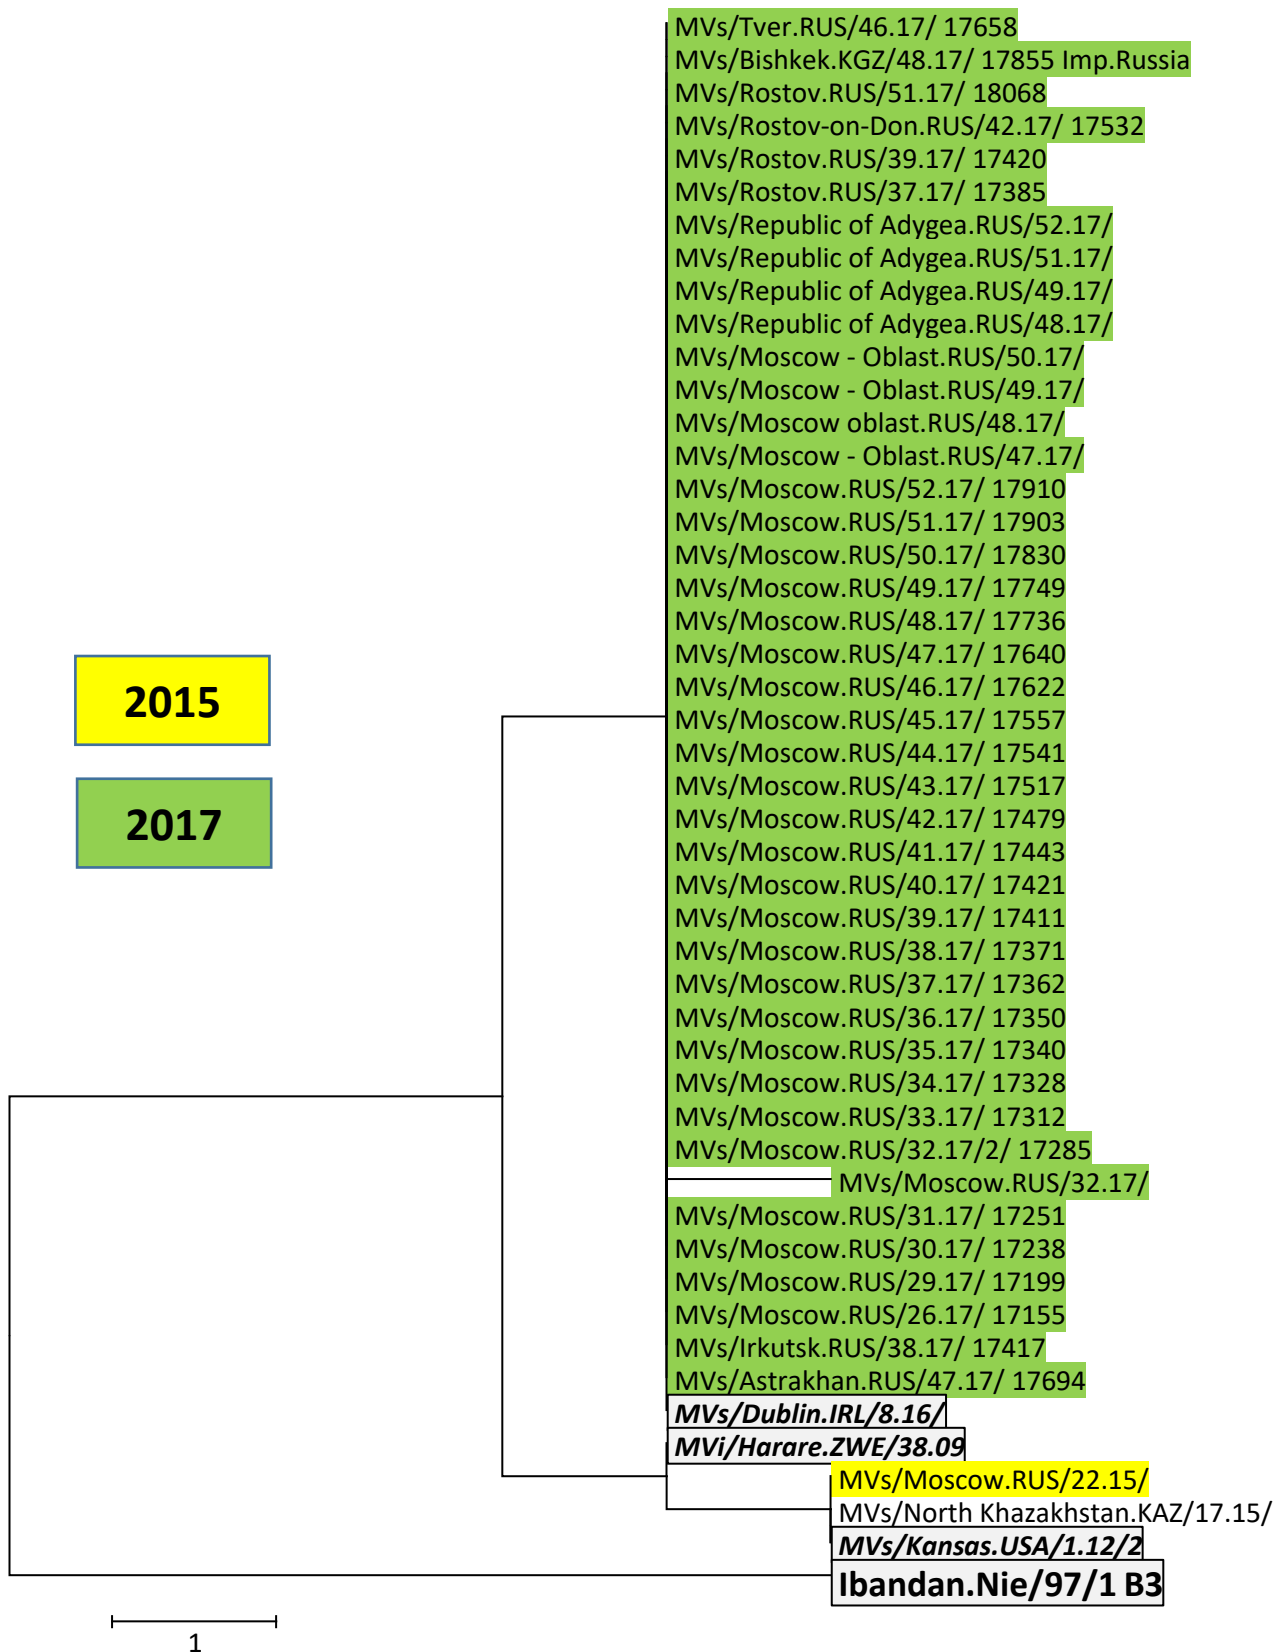 MVs/Tver.RUS/46.17/ 17658
MVs/Bishkek.KGZ/48.17/ 17855 Imp.Russia
MVs/Rostov.RUS/51.17/ 18068
MVs/Rostov-on-Don.RUS/42.17/ 17532
MVs/Rostov.RUS/39.17/ 17420
MVs/Rostov.RUS/37.17/ 17385
MVs/Republic of Adygea.RUS/52.17/
MVs/Republic of Adygea.RUS/51.17/
MVs/Republic of Adygea.RUS/49.17/
MVs/Republic of Adygea.RUS/48.17/
MVs/Moscow - Oblast.RUS/50.17/
MVs/Moscow - Oblast.RUS/49.17/
MVs/Moscow oblast.RUS/48.17/
MVs/Moscow - Oblast.RUS/47.17/
MVs/Moscow.RUS/52.17/ 17910
MVs/Moscow.RUS/51.17/ 17903
MVs/Moscow.RUS/50.17/ 17830
MVs/Moscow.RUS/49.17/ 17749
MVs/Moscow.RUS/48.17/ 17736
MVs/Moscow.RUS/47.17/ 17640
MVs/Moscow.RUS/46.17/ 17622
MVs/Moscow.RUS/45.17/ 17557
MVs/Moscow.RUS/44.17/ 17541
MVs/Moscow.RUS/43.17/ 17517
MVs/Moscow.RUS/42.17/ 17479
MVs/Moscow.RUS/41.17/ 17443
MVs/Moscow.RUS/40.17/ 17421
MVs/Moscow.RUS/39.17/ 17411
MVs/Moscow.RUS/38.17/ 17371
MVs/Moscow.RUS/37.17/ 17362
MVs/Moscow.RUS/36.17/ 17350
MVs/Moscow.RUS/35.17/ 17340
MVs/Moscow.RUS/34.17/ 17328
MVs/Moscow.RUS/33.17/ 17312
MVs/Moscow.RUS/32.17/2/ 17285
MVs/Moscow.RUS/32.17/
MVs/Moscow.RUS/31.17/ 17251
MVs/Moscow.RUS/30.17/ 17238
MVs/Moscow.RUS/29.17/ 17199
MVs/Moscow.RUS/26.17/ 17155
MVs/Irkutsk.RUS/38.17/ 17417
MVs/Astrakhan.RUS/47.17/ 17694
MVs/Dublin.IRL/8.16/
MVi/Harare.ZWE/38.09
MVs/Moscow.RUS/22.15/
MVs/North Khazakhstan.KAZ/17.15/
MVs/Kansas.USA/1.12/2
Ibandan.Nie/97/1 B3
2015
2017
1